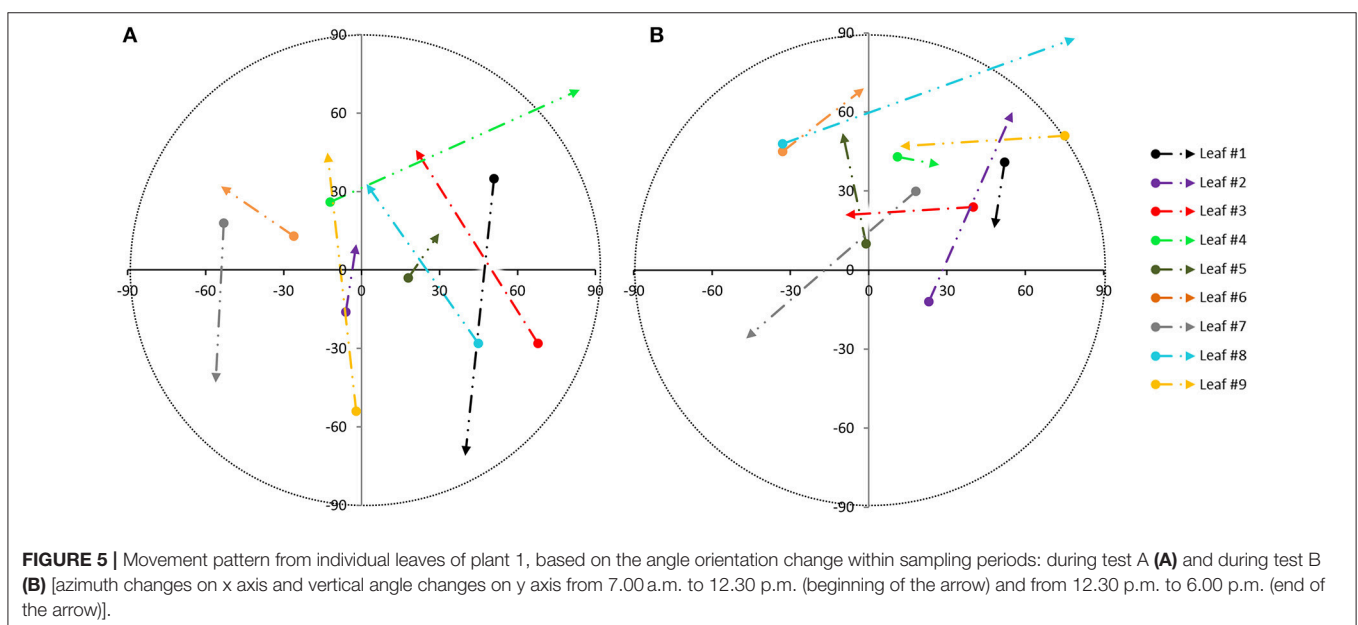 A
90
60
30
0
-90
-60
-30
0
30
60
90
-30
-60
-90
B
90
60
30
0
-90
-60
-30
0
30
60
90
-30
-60
-90
Leaf #1
Leaf #2
Leaf #3
Leaf #4
Leaf #5
Leaf #6
Leaf #7
Leaf #8
Leaf #9
FIGURE 5 | Movement pattern from individual leaves of plant 1, based on the angle orientation change within sampling periods: during test A (A) and during test B
(B) [azimuth changes on x axis and vertical angle changes on y axis from 7.00 a.m. to 12.30 p.m. (beginning of the arrow) and from 12.30 p.m. to 6.00 p.m. (end of
the arrow)].